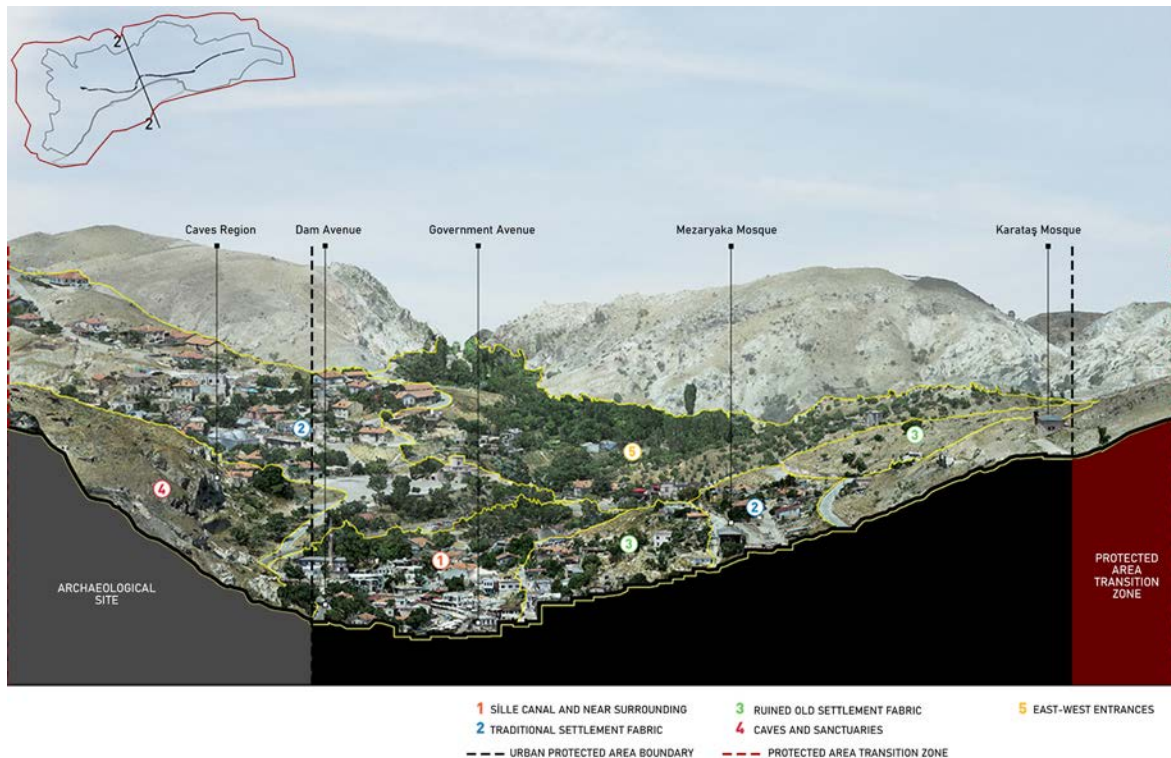 2
2
Caves Region
Dam Avenue
Government Avenue
Mezaryaka Mosque
Karataş Mosque
2
3
5
4
2
3
1
ARCHAEOLOGICAL
SITE
PROTECTED
AREA
TRANSITION
ZONE
1 SİLLE CANAL AND NEAR SURROUNDING
2 TRADITIONAL SETTLEMENT FABRIC
3 RUINED OLD SETTLEMENT FABRIC
4 CAVES AND SANCTUARIES
5 EAST-WEST ENTRANCES
URBAN PROTECTED AREA BOUNDARY
PROTECTED AREA TRANSITION ZONE